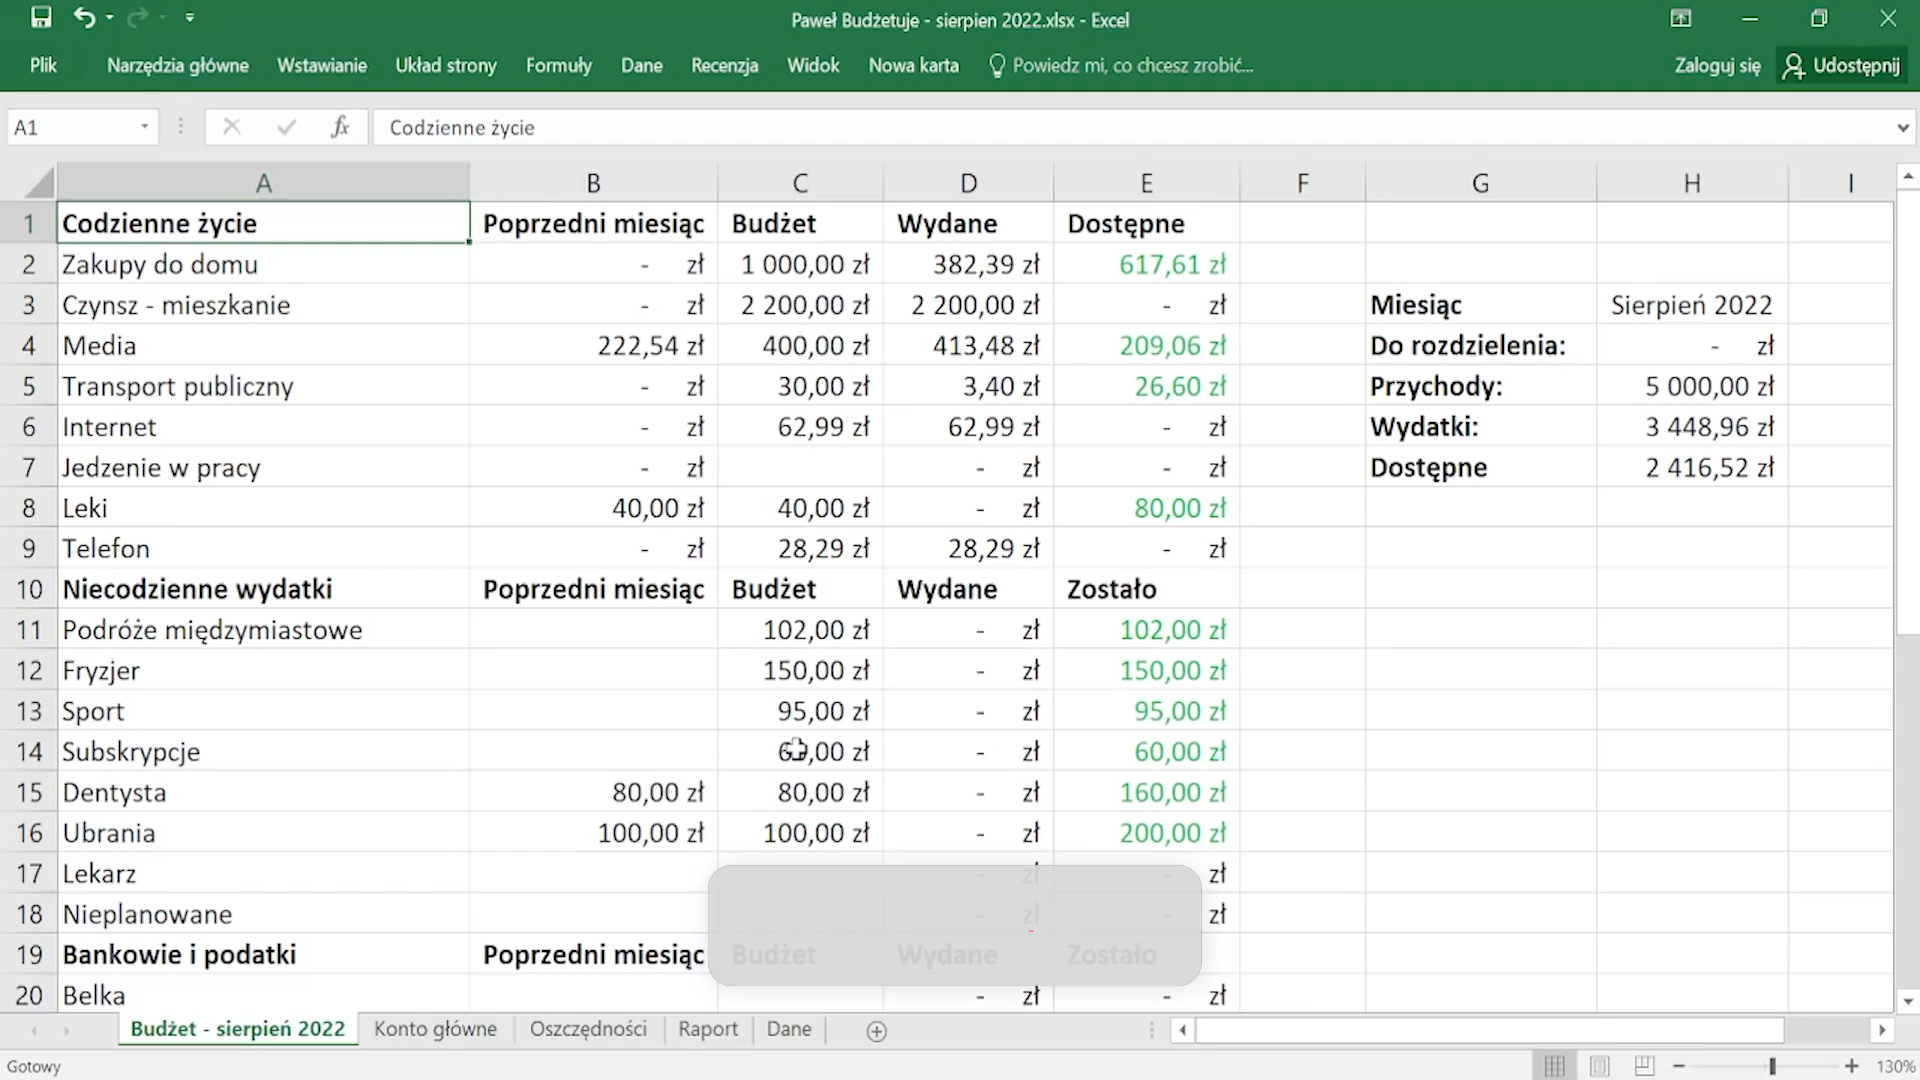 Paweł Budżetuje - sierpien 2022.xlsx - Excel
Plik Narzędzia główne Wstawianie Układ strony Formuły Dane Recenzja Widok Nowa karta Powiedz mi, co chcesz zrobić... Zaloguj się Udostępnij
A1 fx Codzienne życie
A B C D E F G H I
1 Codzienne życie Poprzedni miesiąc Budżet Wydane Dostępne
2 Zakupy do domu - zł 1 000,00 zł 382,39 zł 617,61 zł
3 Czynsz - mieszkanie - zł 2 200,00 zł 2 200,00 zł - zł Miesiąc Sierpień 2022
4 Media 222,54 zł 400,00 zł 413,48 zł 209,06 zł Do rozdzielenia: - zł
5 Transport publiczny - zł 30,00 zł 3,40 zł 26,60 zł Przychody: 5 000,00 zł
6 Internet - zł 62,99 zł 62,99 zł - zł Wydatki: 3 448,96 zł
7 Jedzenie w pracy - zł - zł - zł Dostępne 2 416,52 zł
8 Leki 40,00 zł 40,00 zł - zł 80,00 zł
9 Telefon - zł 28,29 zł 28,29 zł - zł
10 Niecodzienne wydatki Poprzedni miesiąc Budżet Wydane Zostało
11 Podróże międzymiastowe 102,00 zł - zł 102,00 zł
12 Fryzjer 150,00 zł - zł 150,00 zł
13 Sport 95,00 zł - zł 95,00 zł
14 Subskrypcje 60,00 zł - zł 60,00 zł
15 Dentysta 80,00 zł 80,00 zł - zł 160,00 zł
16 Ubrania 100,00 zł 100,00 zł - zł 200,00 zł
17 Lekarz - zł - zł
18 Nieplanowane - zł - zł
19 Bankowie i podatki Poprzedni miesiąc Budżet Wydane Zostało
20 Belka - zł - zł
Budżet - sierpień 2022 Konto główne Oszczędności Raport Dane
Gotowy 130%